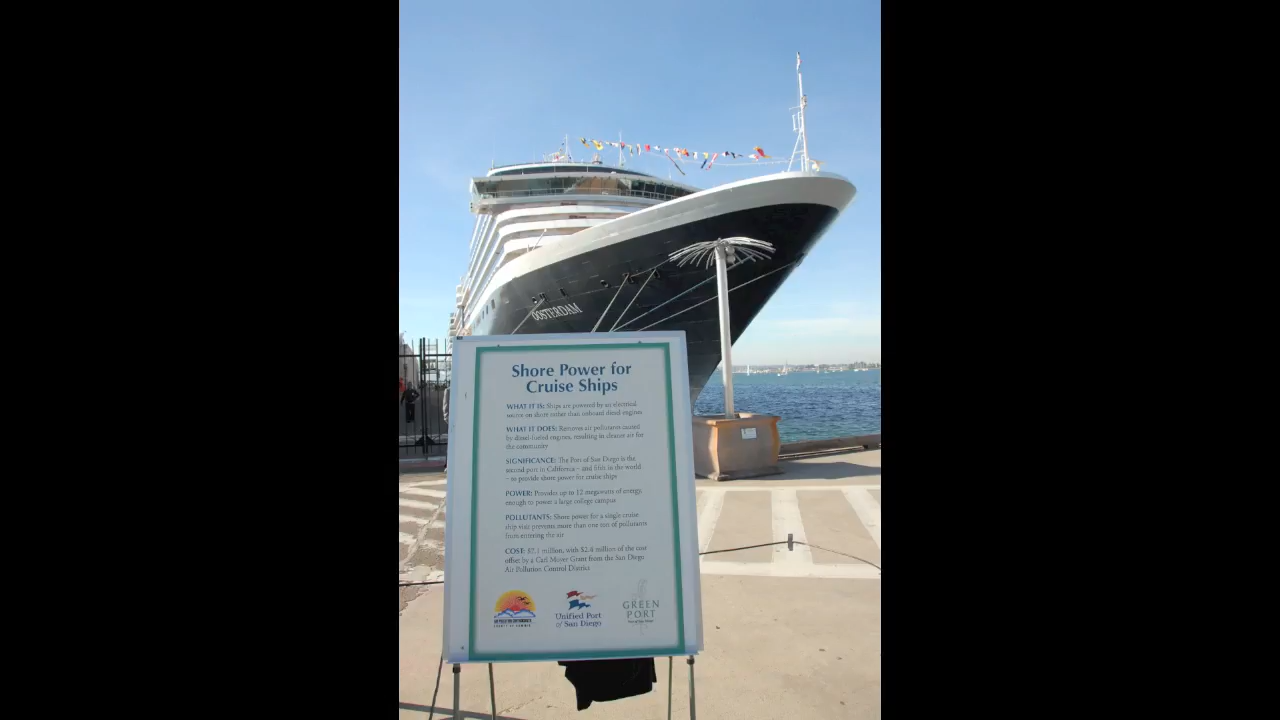 OOSTERDAM
Shore Power for
Cruise Ships
WHAT IT IS: Ships are powered by an electrical
source on shore rather than onboard diesel engines
WHAT IT DOES: Removes air pollutants caused
by diesel-fueled engines, resulting in cleaner air for
the community
SIGNIFICANCE: The Port of San Diego is the
second port in California – and fifth in the world
– to provide shore power for cruise ships
POWER: Provides up to 12 megawatts of energy,
enough to power a large college campus
POLLUTANTS: Shore power for a single cruise
ship visit prevents more than one ton of pollutants
from entering the air
COST: $7.1 million, with $2.4 million of the cost
offset by a Carl Moyer Grant from the San Diego
Air Pollution Control District
AIR POLLUTION CONTROL DISTRICT
Unified Port
of San Diego
GREEN
PORT